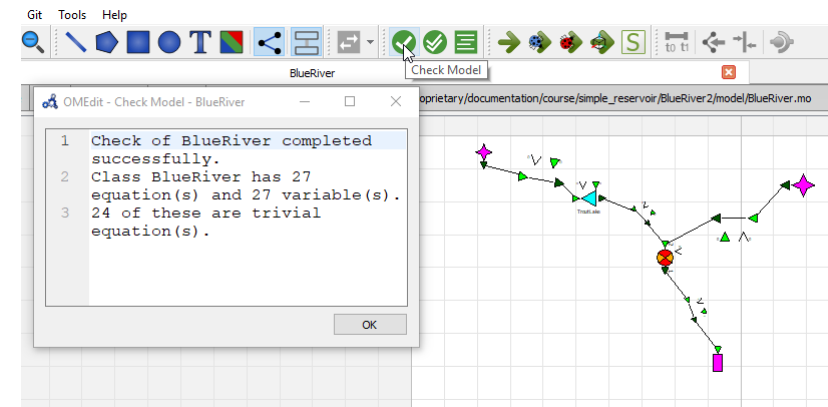 Git Tools Help
T
S
t0 t1
BlueRiver
Check Model
OMEdit - Check Model - BlueRiver
oprietary/documentation/course/simple_reservoir/BlueRiver2/model/BlueRiver.mo
1 Check of BlueRiver completed
successfully.
2 Class BlueRiver has 27
equation(s) and 27 variable(s).
3 24 of these are trivial
equation(s).
OK